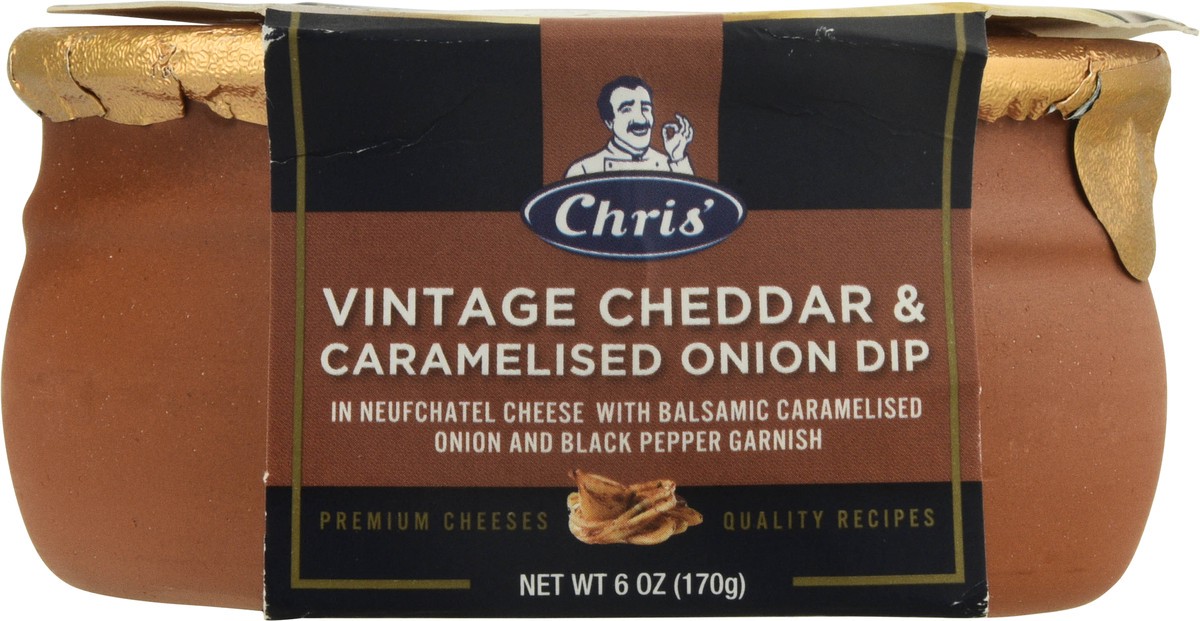 Chris'
VINTAGE CHEDDAR &
CARAMELISED ONION DIP
IN NEUFCHATEL CHEESE WITH BALSAMIC CARAMELISED
ONION AND BLACK PEPPER GARNISH
PREMIUM CHEESES QUALITY RECIPES
NET WT 6 OZ (170g)